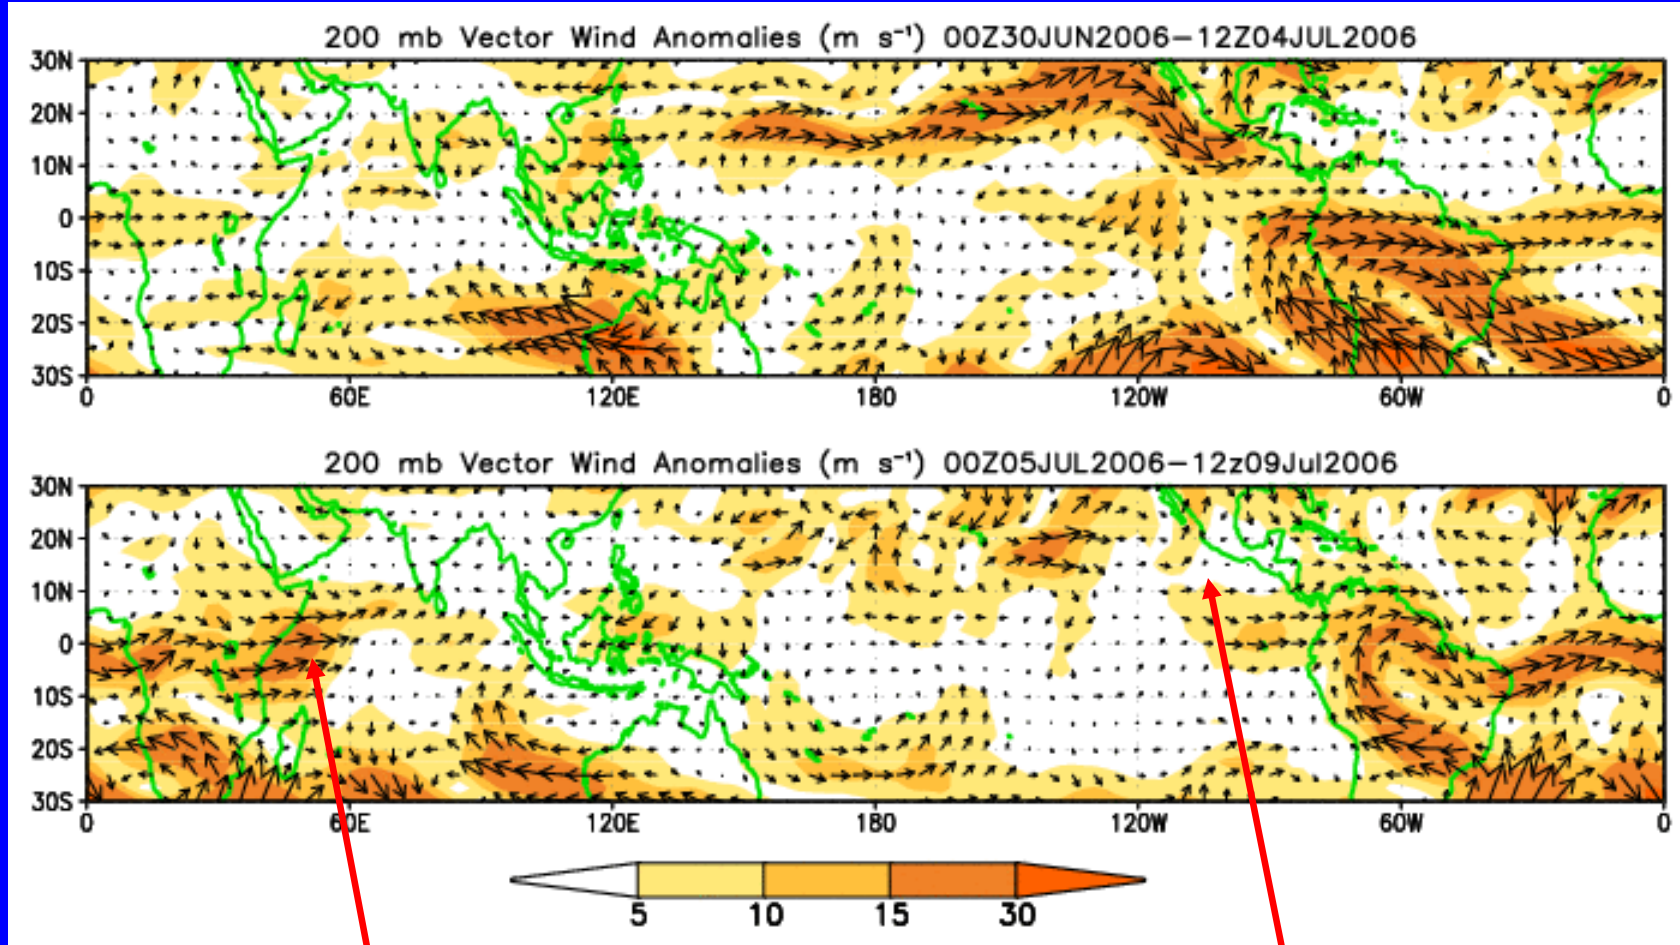 200 mb Vector Wind Anomalies (m s⁻¹) 00Z30JUN2006−12Z04JUL2006
30N
20N
10N
0
10S
20S
30S
0 60E 120E 180 120W 60W 0
200 mb Vector Wind Anomalies (m s⁻¹) 00Z05JUL2006−12z09Jul2006
30N
20N
10N
0
10S
20S
30S
0 60E 120E 180 120W 60W 0
5 10 15 30